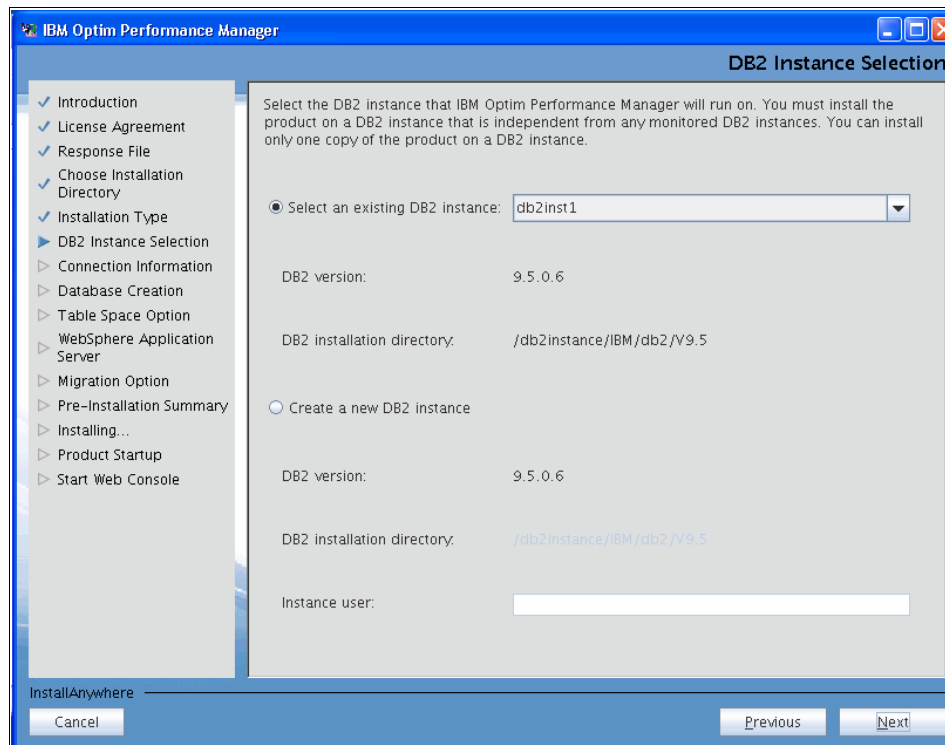 IBM Optim Performance Manager
DB2 Instance Selection
Introduction
License Agreement
Response File
Choose Installation
Directory
Installation Type
DB2 Instance Selection
Connection Information
Database Creation
Table Space Option
WebSphere Application
Server
Migration Option
Pre-Installation Summary
Installing...
Product Startup
Start Web Console
Select the DB2 instance that IBM Optim Performance Manager will run on. You must install the
product on a DB2 instance that is independent from any monitored DB2 instances. You can install
only one copy of the product on a DB2 instance.
Select an existing DB2 instance: db2inst1
DB2 version: 9.5.0.6
DB2 installation directory: /db2instance/IBM/db2/V9.5
Create a new DB2 instance
DB2 version: 9.5.0.6
DB2 installation directory: /db2instance/IBM/db2/V9.5
Instance user:
InstallAnywhere
Cancel Previous Next